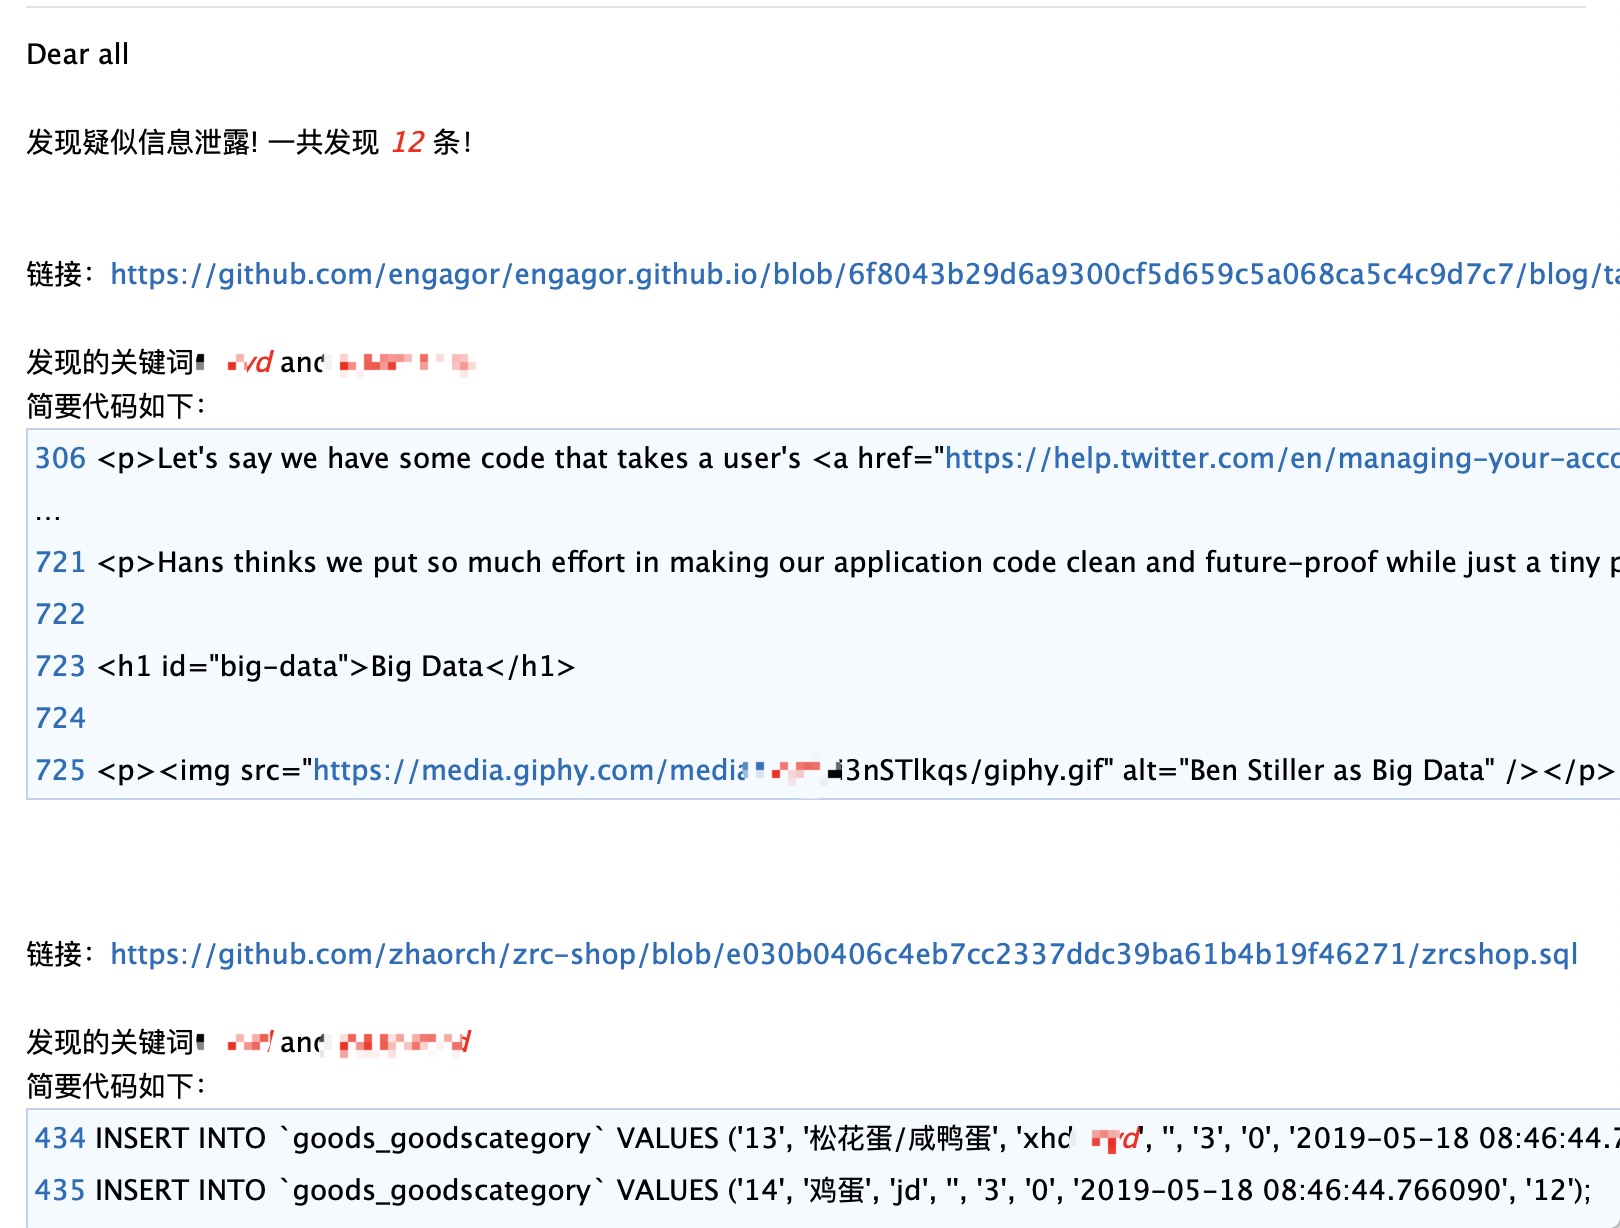 Dear all
发现疑似信息泄露! 一共发现 12 条!
链接：https://github.com/engagor/engagor.github.io/blob/6f8043b29d6a9300cf5d659c5a068ca5c4c9d7c7/blog/ta
发现的关键词 and
简要代码如下：
306 <p>Let's say we have some code that takes a user's <a href="https://help.twitter.com/en/managing-your-acco
...
721 <p>Hans thinks we put so much effort in making our application code clean and future-proof while just a tiny p
722
723 <h1 id="big-data">Big Data</h1>
724
725 <p><img src="https://media.giphy.com/media i3nSTlkqs/giphy.gif" alt="Ben Stiller as Big Data" /></p>
链接：https://github.com/zhaorch/zrc-shop/blob/e030b0406c4eb7cc2337ddc39ba61b4b19f46271/zrcshop.sql
发现的关键词 and
简要代码如下：
434 INSERT INTO `goods_goodscategory` VALUES ('13', '松花蛋/咸鸭蛋', 'xhd', '', '3', '0', '2019-05-18 08:46:44.7
435 INSERT INTO `goods_goodscategory` VALUES ('14', '鸡蛋', 'jd', '', '3', '0', '2019-05-18 08:46:44.766090', '12');